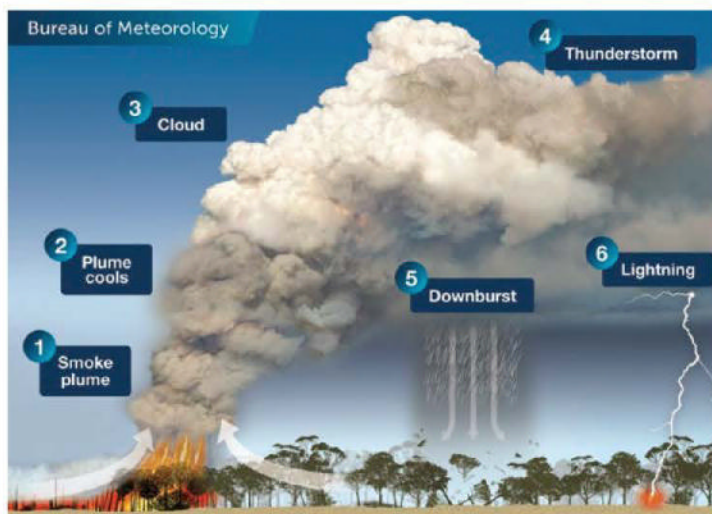 Bureau of Meteorology
1
Smoke
plume
2
Plume
cools
3
Cloud
4
Thunderstorm
5
Downburst
6
Lightning